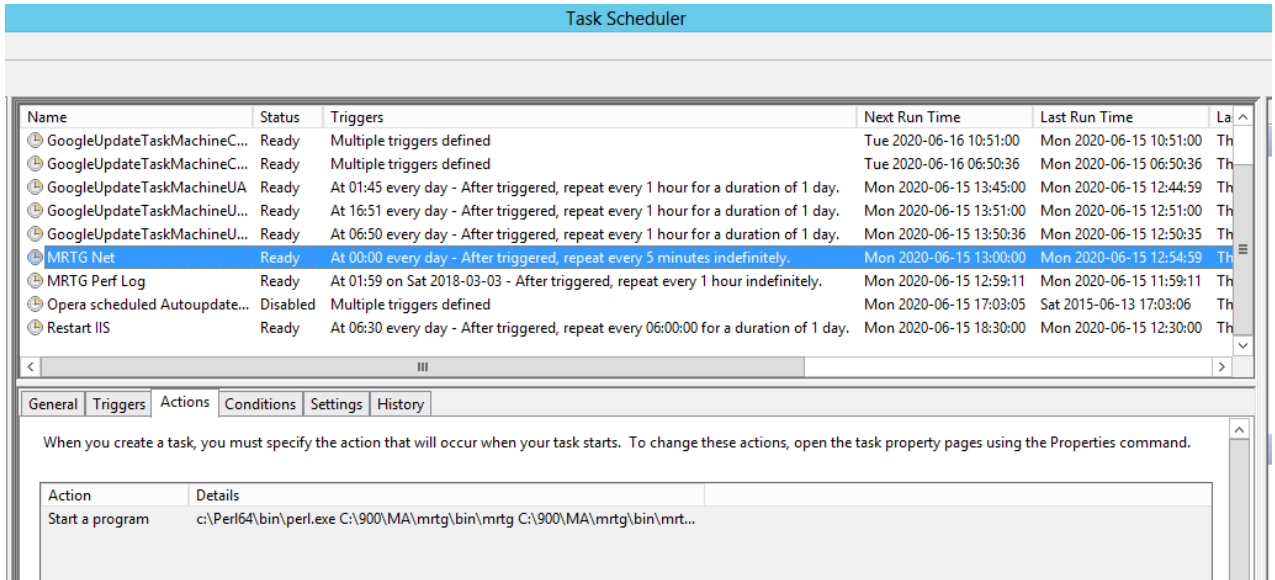 Task Scheduler
Name Status Triggers Next Run Time Last Run Time La
GoogleUpdateTaskMachineC... Ready Multiple triggers defined Tue 2020-06-16 10:51:00 Mon 2020-06-15 10:51:00 Th
GoogleUpdateTaskMachineC... Ready Multiple triggers defined Tue 2020-06-16 06:50:36 Mon 2020-06-15 06:50:36 Th
GoogleUpdateTaskMachineUA Ready At 01:45 every day - After triggered, repeat every 1 hour for a duration of 1 day. Mon 2020-06-15 13:45:00 Mon 2020-06-15 12:44:59 Th
GoogleUpdateTaskMachineU... Ready At 16:51 every day - After triggered, repeat every 1 hour for a duration of 1 day. Mon 2020-06-15 13:51:00 Mon 2020-06-15 12:51:00 Th
GoogleUpdateTaskMachineU... Ready At 06:50 every day - After triggered, repeat every 1 hour for a duration of 1 day. Mon 2020-06-15 13:50:36 Mon 2020-06-15 12:50:35 Th
MRTG Net Ready At 00:00 every day - After triggered, repeat every 5 minutes indefinitely. Mon 2020-06-15 13:00:00 Mon 2020-06-15 12:54:59 Th
MRTG Perf Log Ready At 01:59 on Sat 2018-03-03 - After triggered, repeat every 1 hour indefinitely. Mon 2020-06-15 12:59:11 Mon 2020-06-15 11:59:11 Th
Opera scheduled Autoupdate... Disabled Multiple triggers defined Mon 2020-06-15 17:03:05 Sat 2015-06-13 17:03:06 Th
Restart IIS Ready At 06:30 every day - After triggered, repeat every 06:00:00 for a duration of 1 day. Mon 2020-06-15 18:30:00 Mon 2020-06-15 12:30:00 Th
General Triggers Actions Conditions Settings History
When you create a task, you must specify the action that will occur when your task starts. To change these actions, open the task property pages using the Properties command.
Action Details
Start a program c:\Perl64\bin\perl.exe C:\900\MA\mrtg\bin\mrtg C:\900\MA\mrtg\bin\mrt...